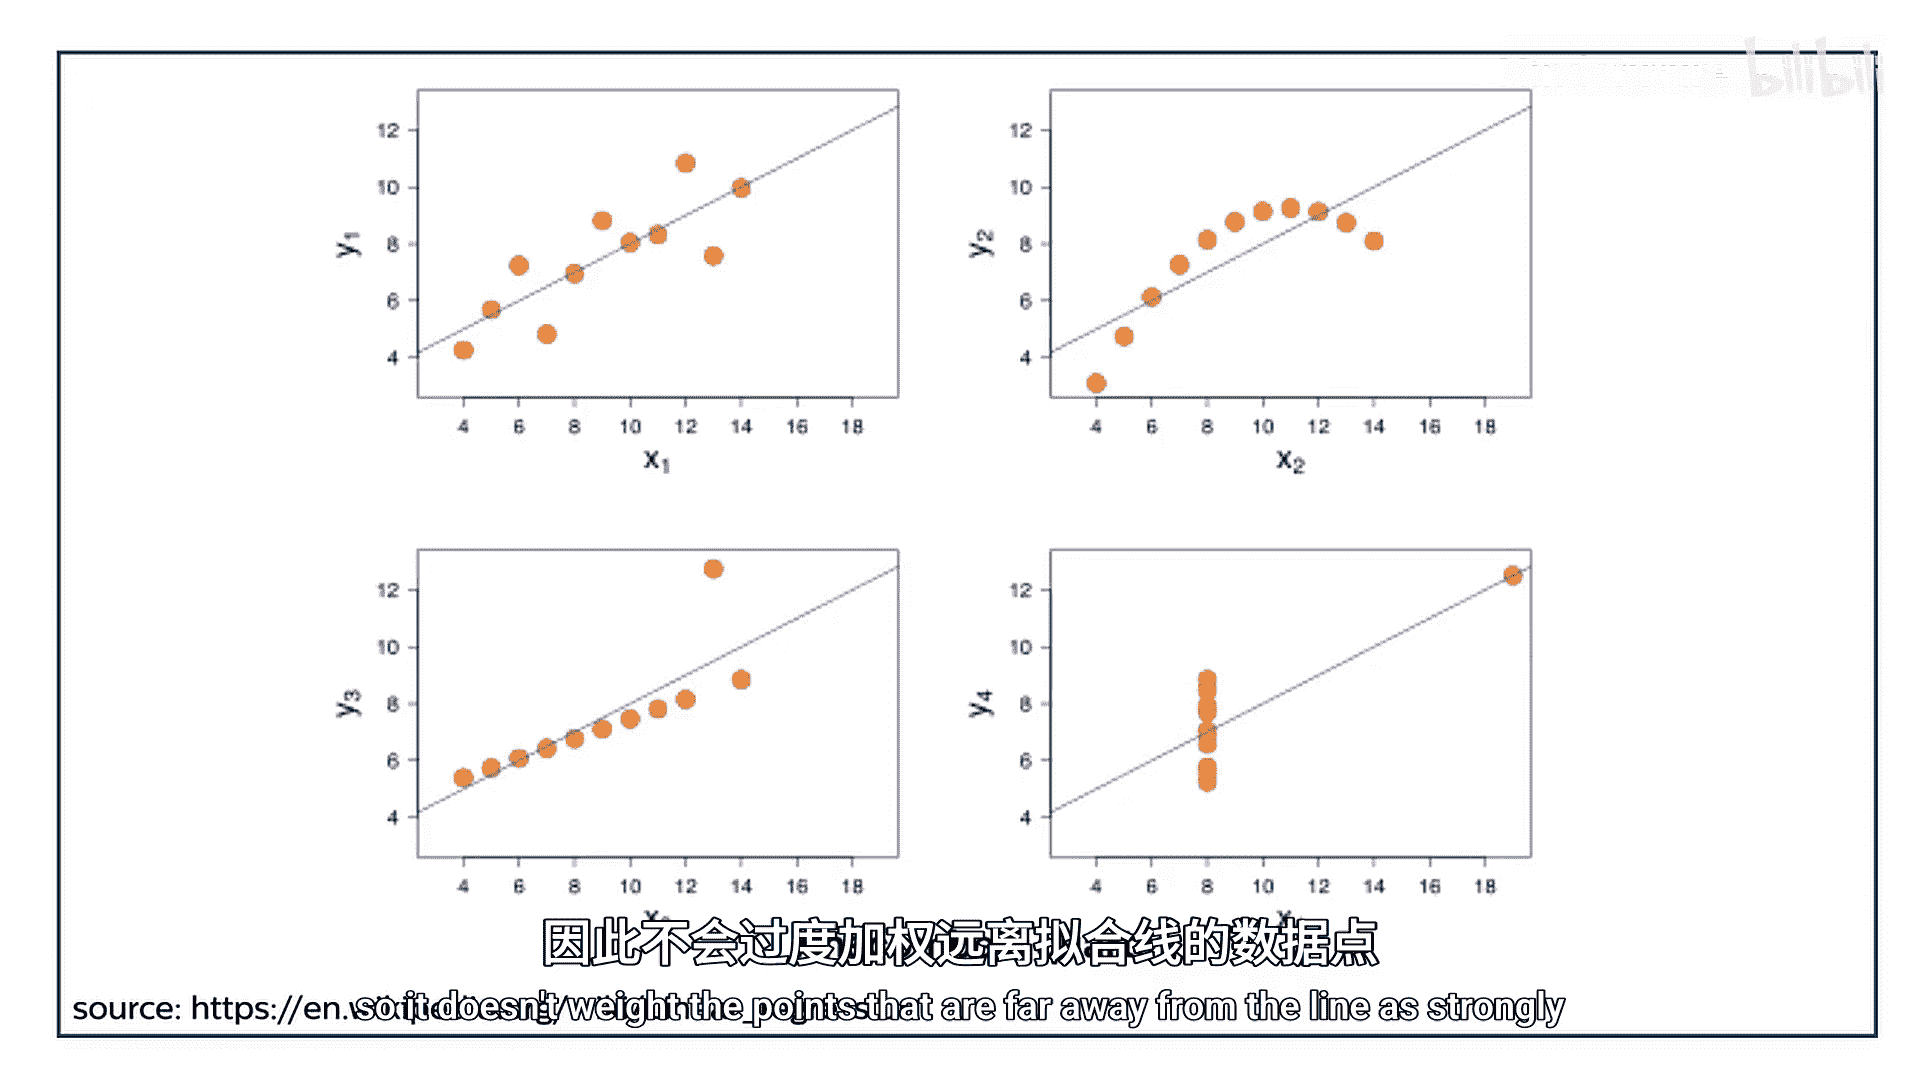 bilibili
12
10
8
6
4
y₁
4 6 8 10 12 14 16 18
x₁
12
10
8
6
4
y₂
4 6 8 10 12 14 16 18
x₂
12
10
8
6
4
y₃
4 6 8 10 12 14 16 18
12
10
8
6
4
y₄
4 6 8 10 12 14 16 18
因此不会过度加权远离拟合线的数据点
source: https://en.
so it doesn't weight the points that are far away from the line as strongly